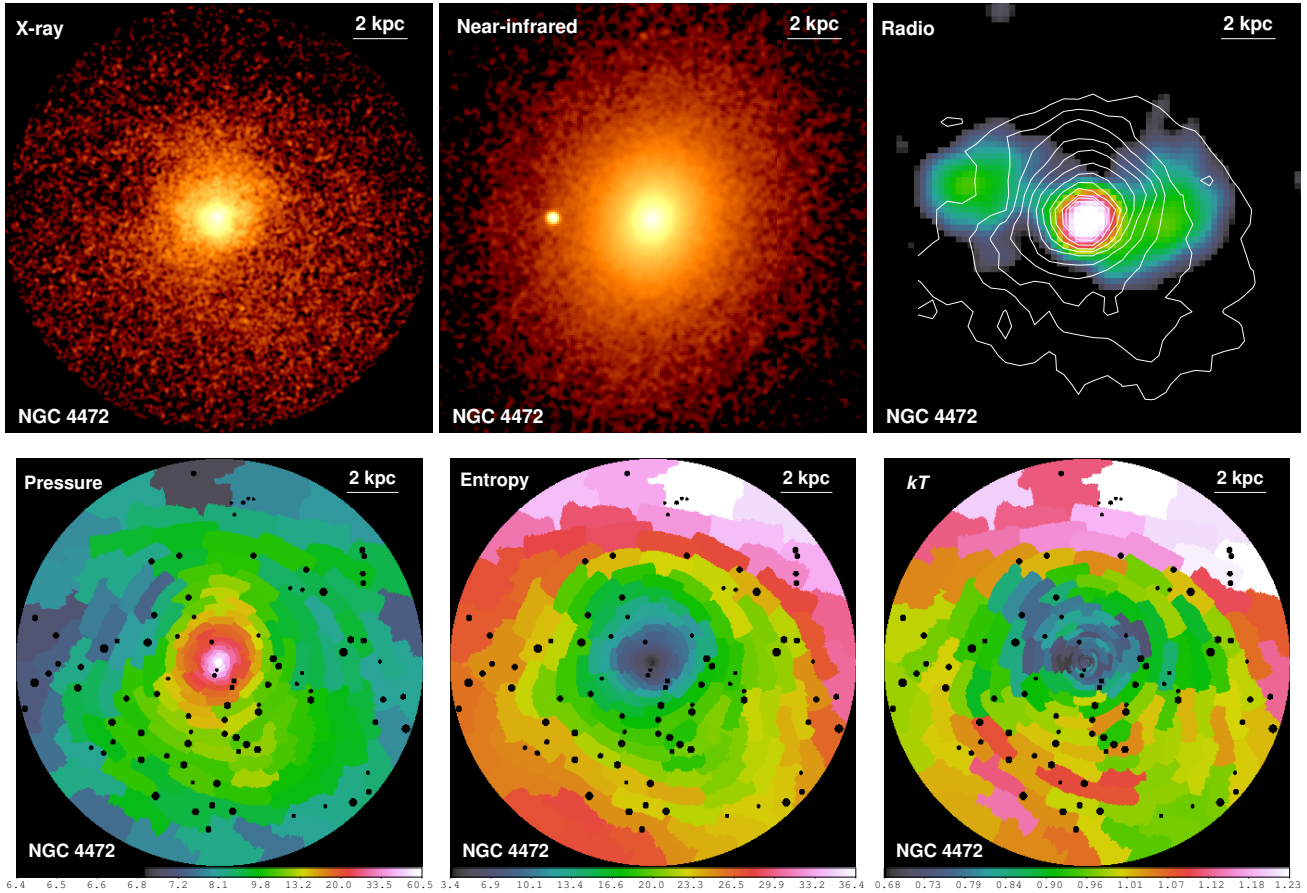 X-ray 2 kpc
NGC 4472
Near-infrared 2 kpc
NGC 4472
Radio 2 kpc
NGC 4472
Pressure 2 kpc
NGC 4472
6.4 6.5 6.6 6.8 7.2 8.1 9.8 13.2 20.0 33.5 60.5
Entropy 2 kpc
NGC 4472
3.4 6.9 10.1 13.4 16.8 20.0 23.3 26.5 29.9 33.2 36.4
kT 2 kpc
NGC 4472
0.68 0.73 0.79 0.84 0.90 0.96 1.01 1.07 1.12 1.18 1.23